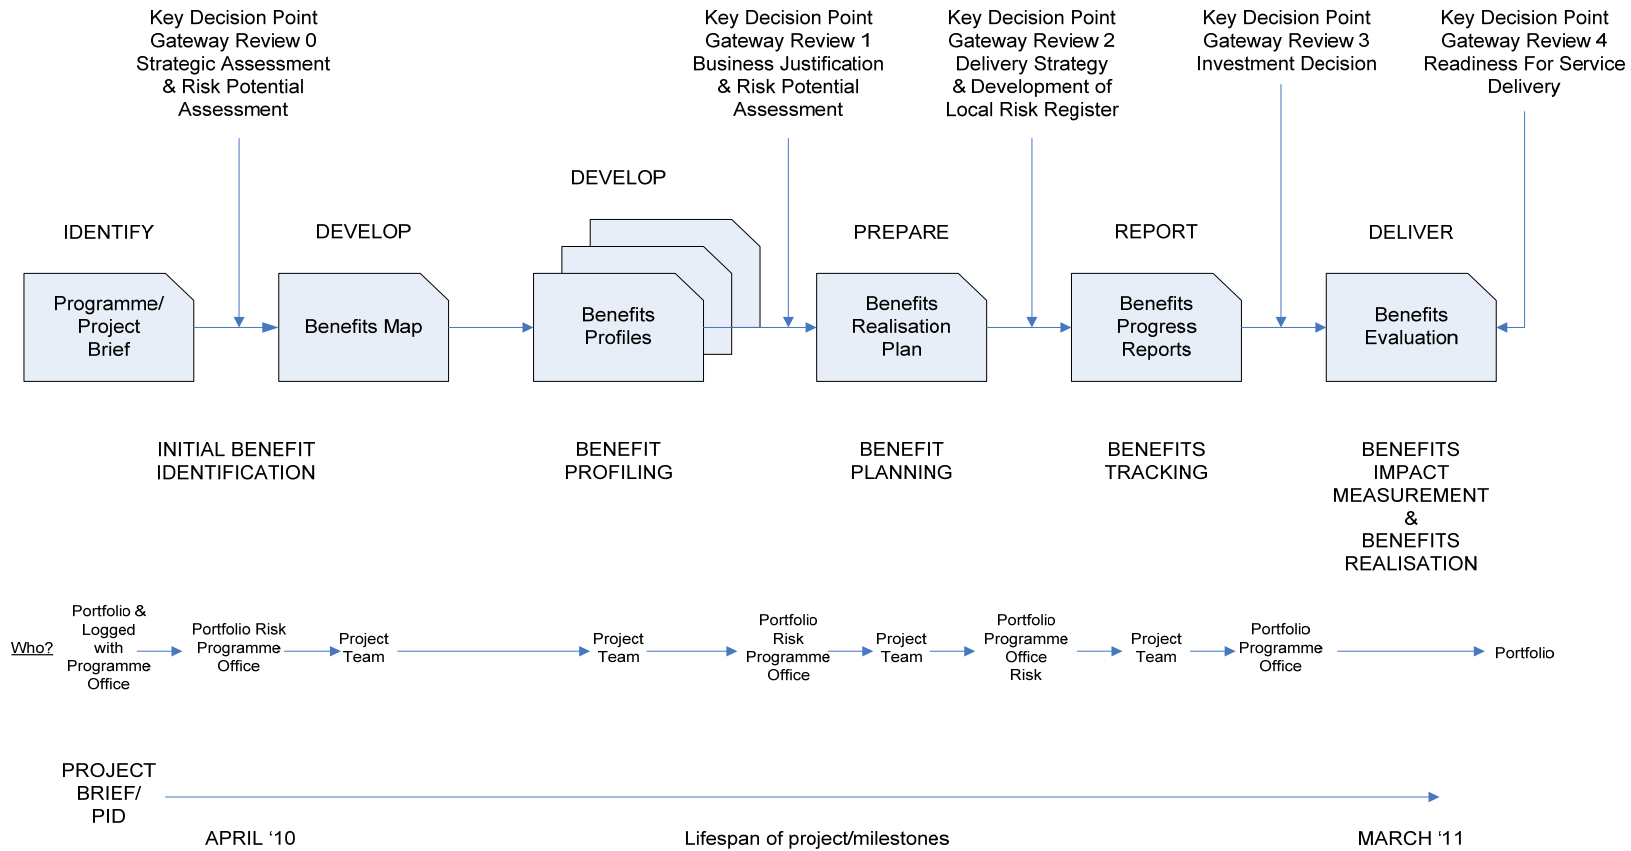 Key Decision Point
Gateway Review 0
Strategic Assessment
& Risk Potential
Assessment
Key Decision Point
Gateway Review 1
Business Justification
& Risk Potential
Assessment
Key Decision Point
Gateway Review 2
Delivery Strategy
& Development of
Local Risk Register
Key Decision Point
Gateway Review 3
Investment Decision
Key Decision Point
Gateway Review 4
Readiness For Service
Delivery
IDENTIFY
DEVELOP
DEVELOP
PREPARE
REPORT
DELIVER
Programme/
Project
Brief
Benefits Map
Benefits
Profiles
Benefits
Realisation
Plan
Benefits
Progress
Reports
Benefits
Evaluation
INITIAL BENEFIT
IDENTIFICATION
BENEFIT
PROFILING
BENEFIT
PLANNING
BENEFITS
TRACKING
BENEFITS
IMPACT
MEASUREMENT
&
BENEFITS
REALISATION
Who?
Portfolio &
Logged
with
Programme
Office
Portfolio Risk
Programme
Office
Project
Team
Project
Team
Portfolio
Risk
Programme
Office
Project
Team
Portfolio
Programme
Office
Risk
Project
Team
Portfolio
Programme
Office
Portfolio
PROJECT
BRIEF/
PID
APRIL ‘10
Lifespan of project/milestones
MARCH ‘11